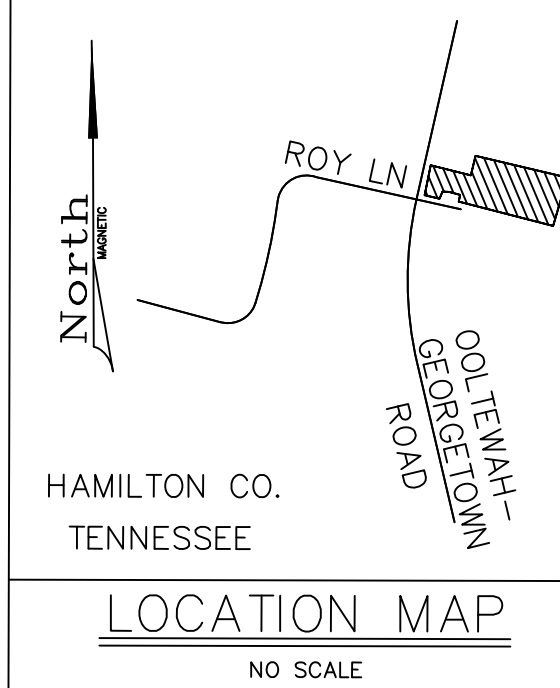 ROY LN
North
MAGNETIC
OOLTEWAH-
GEORGETOWN
ROAD
HAMILTON CO.
TENNESSEE
LOCATION MAP
NO SCALE